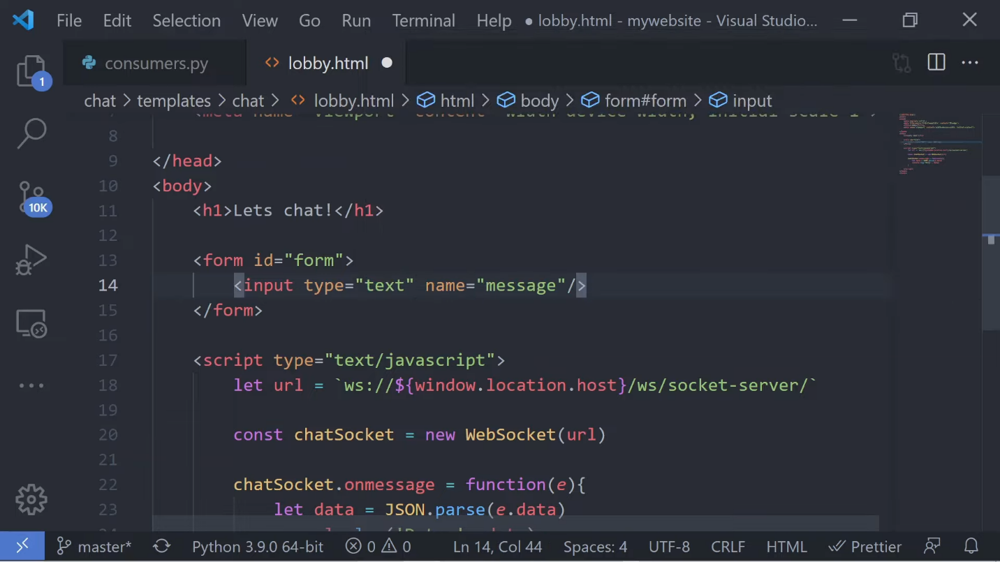 File Edit Selection View Go Run Terminal Help ● lobby.html - mywebsite - Visual Studio...
consumers.py <> lobby.html ●
1
chat > templates > chat > <> lobby.html > html > body > form#form > input
8
9 </head>
10 <body>
11 <h1>Lets chat!</h1>
12
13 <form id="form">
14 <input type="text" name="message"/>
15 </form>
16
17 <script type="text/javascript">
18 let url = `ws://${window.location.host}/ws/socket-server/`
19
20 const chatSocket = new WebSocket(url)
21
22 chatSocket.onmessage = function(e){
23 let data = JSON.parse(e.data)
10K
master* Python 3.9.0 64-bit 0 0 Ln 14, Col 44 Spaces: 4 UTF-8 CRLF HTML Prettier